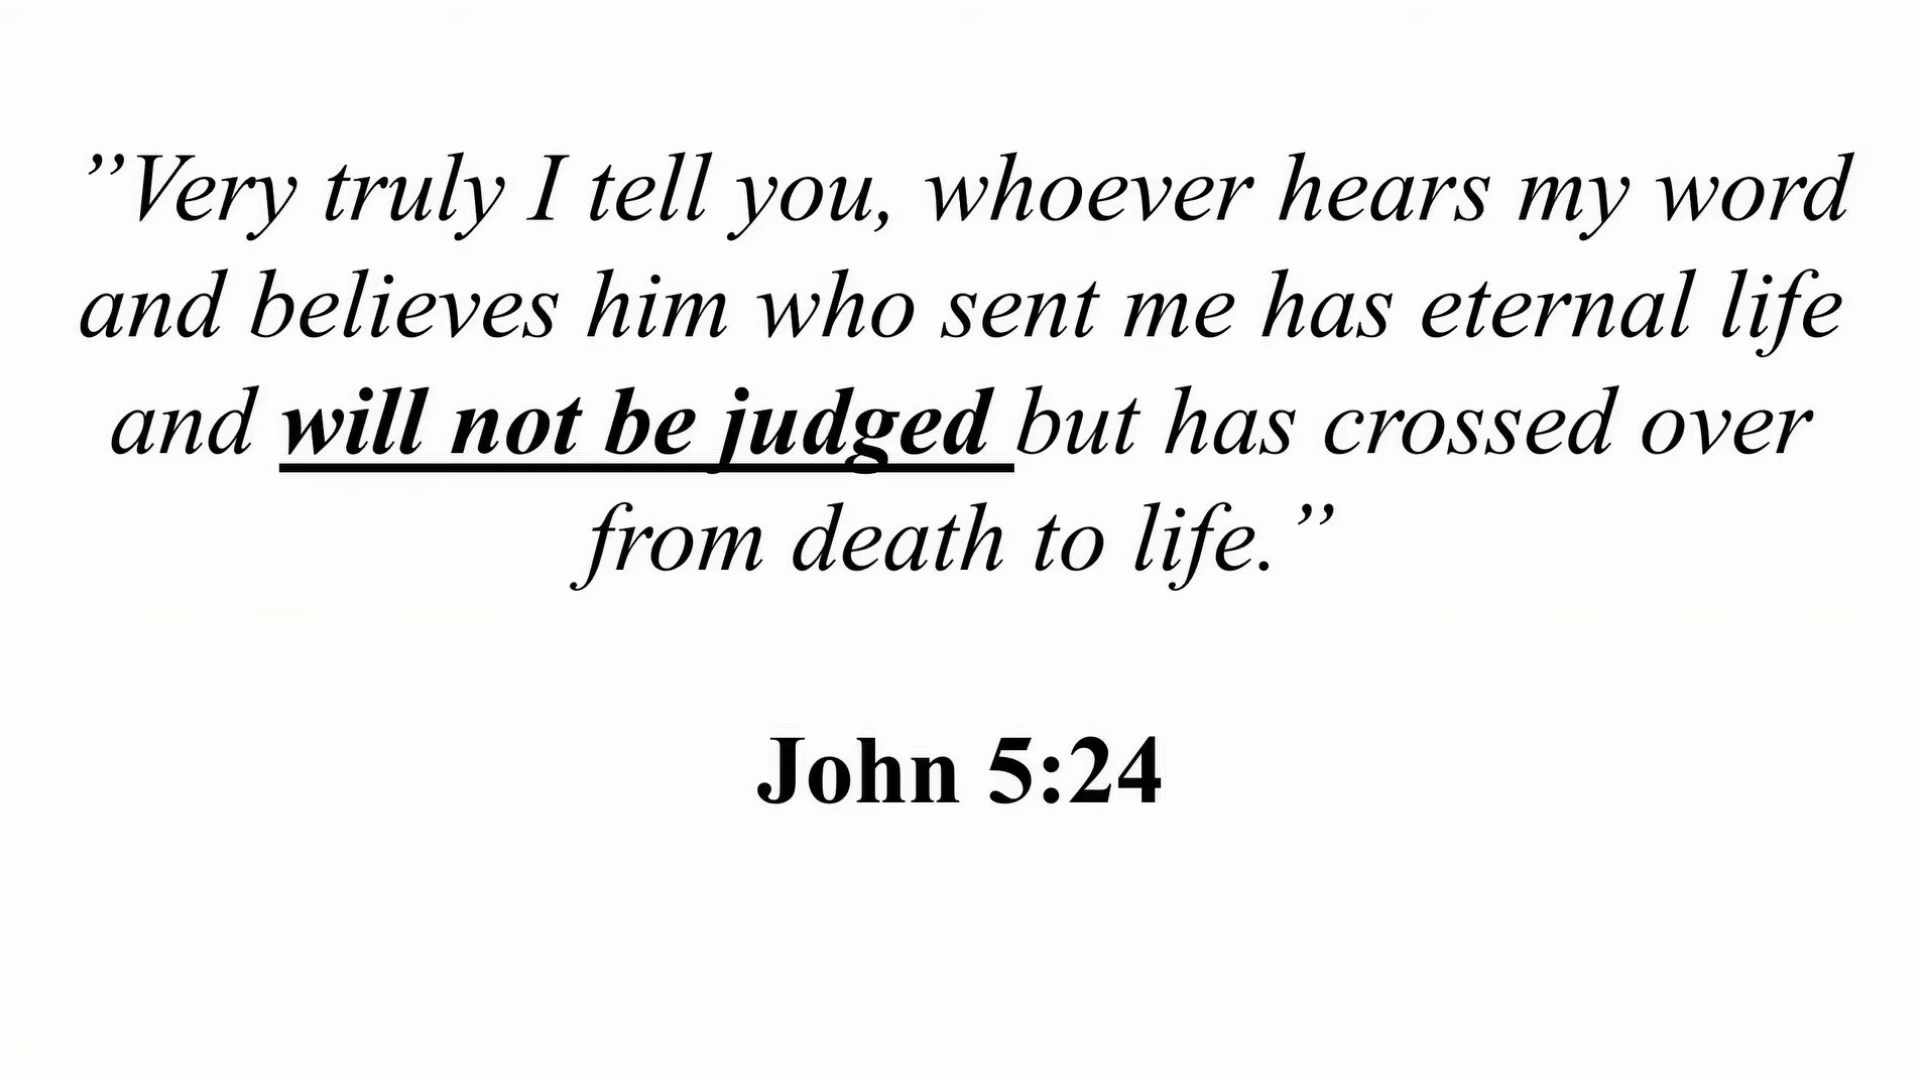 ”Very truly I tell you, whoever hears my word
and believes him who sent me has eternal life
and will not be judged but has crossed over
from death to life.”
John 5:24